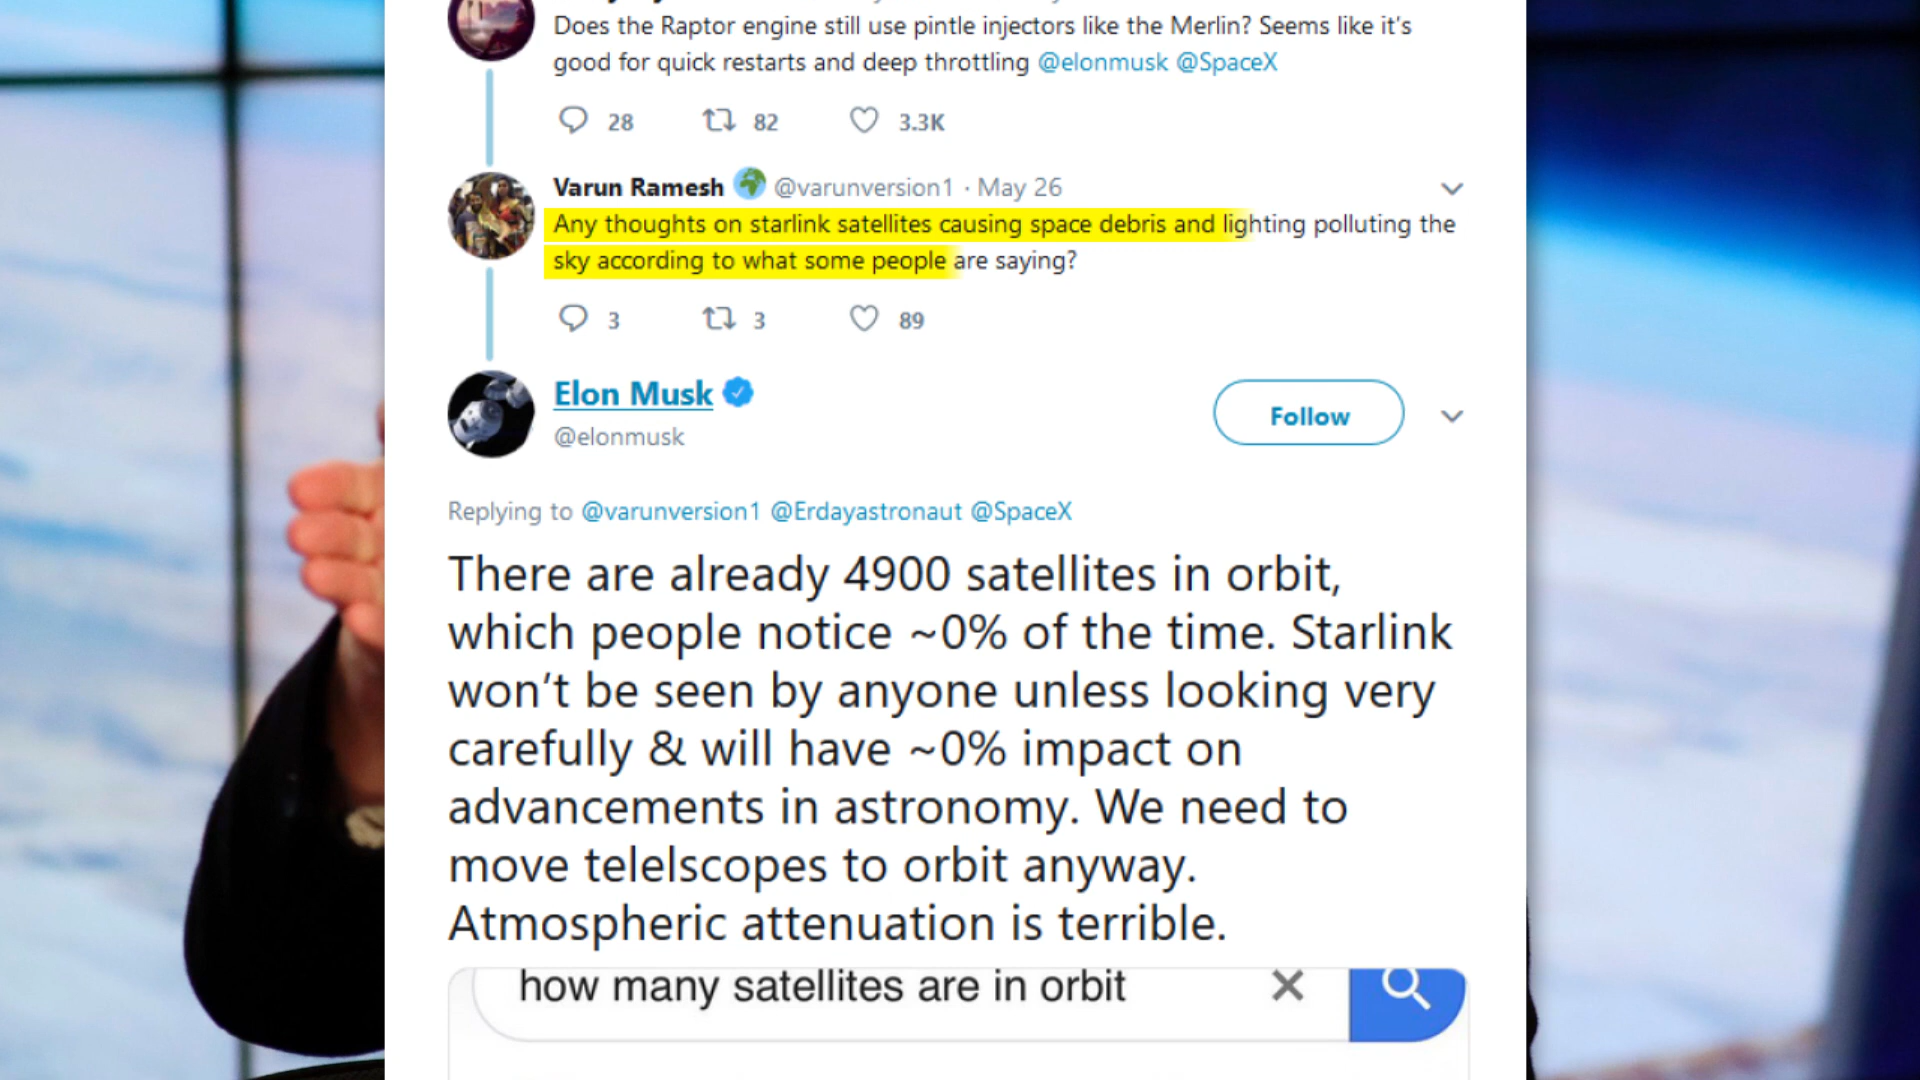 Does the Raptor engine still use pintle injectors like the Merlin? Seems like it's
good for quick restarts and deep throttling @elonmusk @SpaceX
28 82 3.3K
Varun Ramesh @varunversion1 · May 26
Any thoughts on starlink satellites causing space debris and lighting polluting the
sky according to what some people are saying?
3 3 89
Elon Musk
@elonmusk
Follow
Replying to @varunversion1 @Erdayastronaut @SpaceX
There are already 4900 satellites in orbit,
which people notice ~0% of the time. Starlink
won't be seen by anyone unless looking very
carefully & will have ~0% impact on
advancements in astronomy. We need to
move telelscopes to orbit anyway.
Atmospheric attenuation is terrible.
how many satellites are in orbit